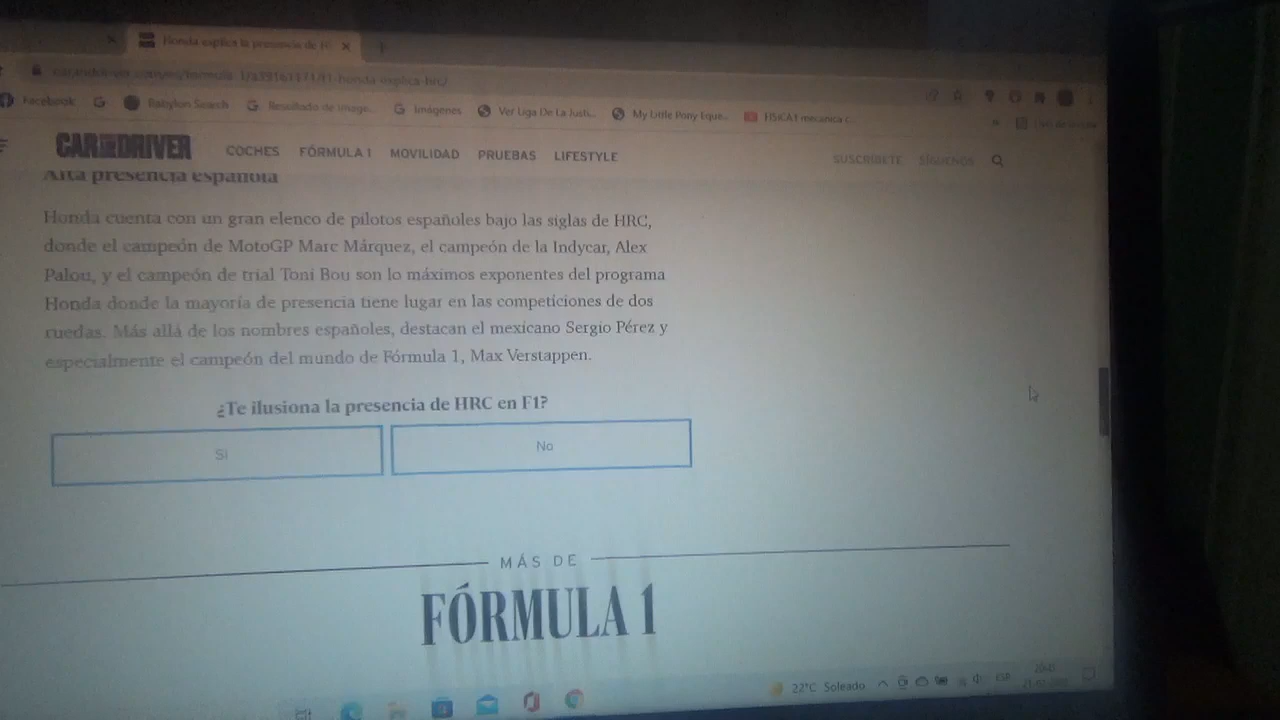 Honda explica la presencia de H
Facebook
Babylon Search
Resultado de image...
Imágenes
Ver Liga De La Justi...
My Little Pony Eque...
FISICA1 mecanica c...
CAR AND DRIVER
COCHES FÓRMULA 1 MOVILIDAD PRUEBAS LIFESTYLE
SUSCRÍBETE SÍGUENOS
Alta presencia española
Honda cuenta con un gran elenco de pilotos españoles bajo las siglas de HRC,
donde el campeón de MotoGP Marc Márquez, el campeón de la Indycar, Alex
Palou, y el campeón de trial Toni Bou son lo máximos exponentes del programa
Honda donde la mayoría de presencia tiene lugar en las competiciones de dos
ruedas. Más allá de los nombres españoles, destacan el mexicano Sergio Pérez y
especialmente el campeón del mundo de Fórmula 1, Max Verstappen.
¿Te ilusiona la presencia de HRC en F1?
Sí
No
MÁS DE
FÓRMULA 1
22°C Soleado
ESP